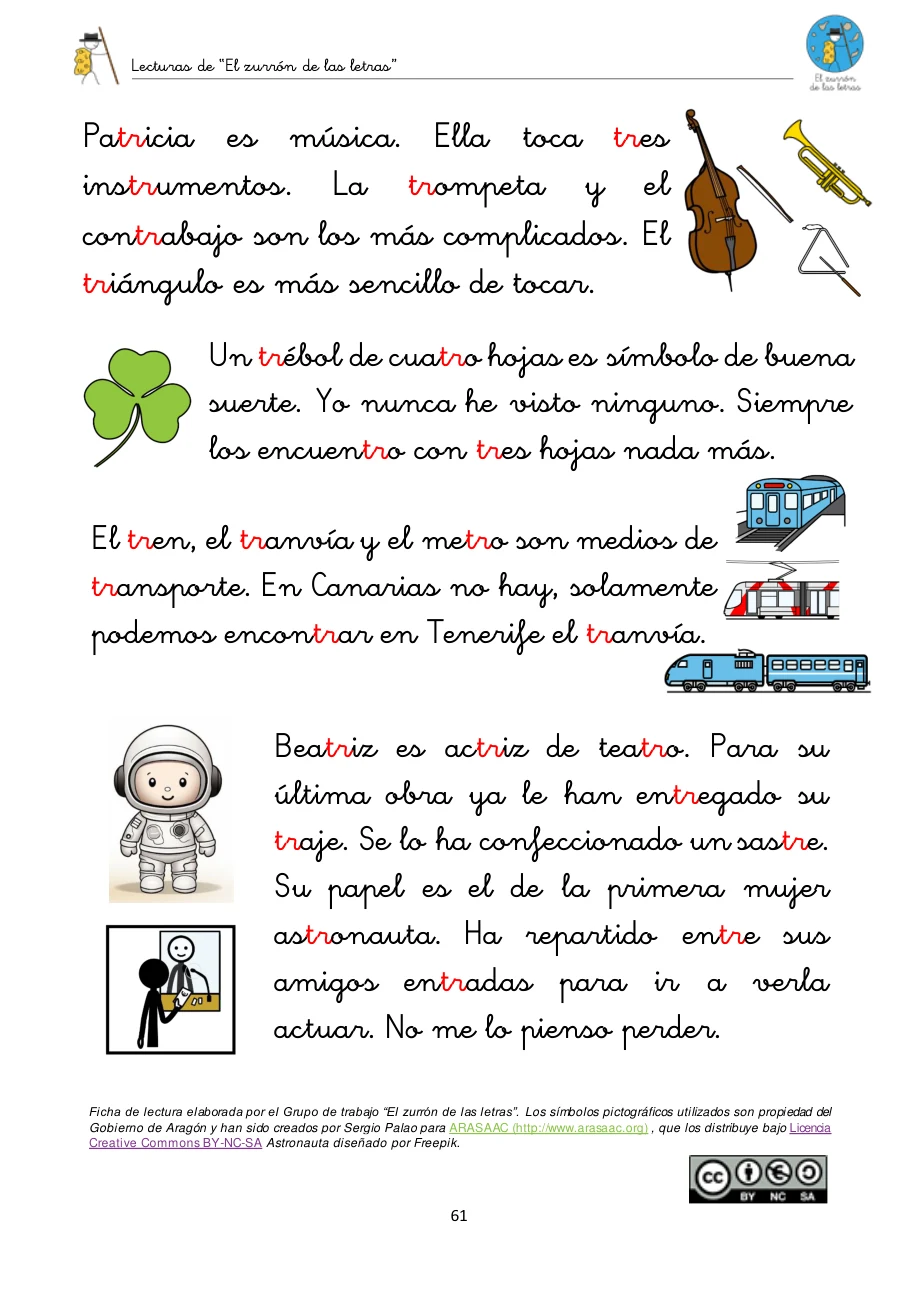 Lecturas de "El zurrón de las letras"
El zurrón
de las letras
Patricia es música. Ella toca tres
instrumentos. La trompeta y el
contrabajo son los más complicados. El
triángulo es más sencillo de tocar.
Un trébol de cuatro hojas es símbolo de buena
suerte. Yo nunca he visto ninguno. Siempre
los encuentro con tres hojas nada más.
El tren, el tranvía y el metro son medios de
transporte. En Canarias no hay, solamente
podemos encontrar en Tenerife el tranvía.
Beatriz es actriz de teatro. Para su
última obra ya le han entregado su
traje. Se lo ha confeccionado un sastre.
Su papel es el de la primera mujer
astronauta. Ha repartido entre sus
amigos entradas para ir a verla
actuar. No me lo pienso perder.
Ficha de lectura elaborada por el Grupo de trabajo “El zurrón de las letras”. Los símbolos pictográficos utilizados son propiedad del
Gobierno de Aragón y han sido creados por Sergio Palao para ARASAAC (http://www.arasaac.org) , que los distribuye bajo Licencia
Creative Commons BY-NC-SA Astronauta diseñado por Freepik.
cc
BY NC SA
61